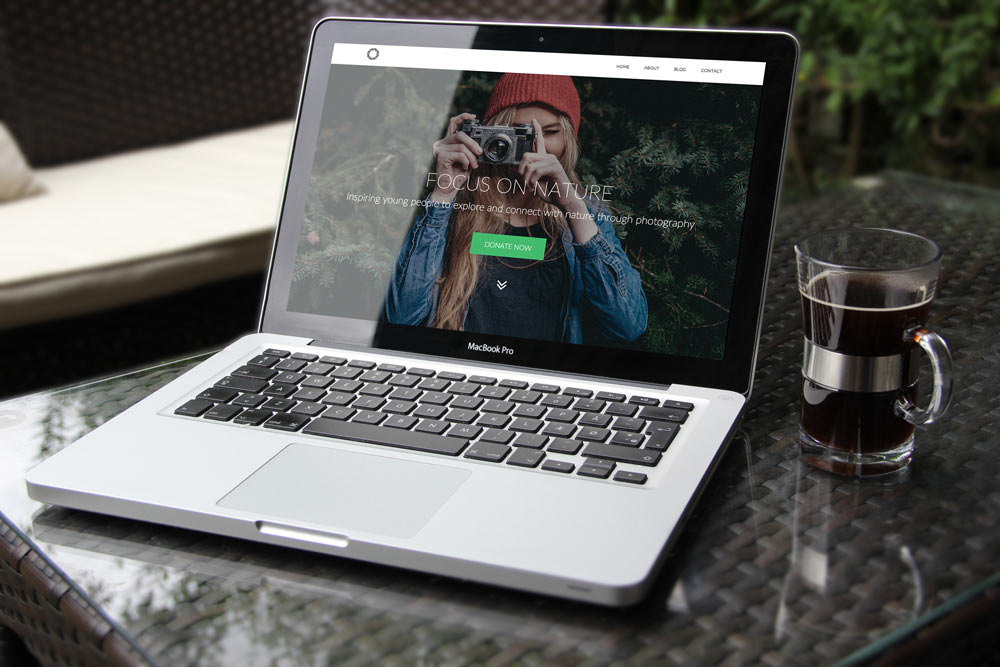 HOME ABOUT BLOG CONTACT
FOCUS ON NATURE
Inspiring young people to explore and connect with nature through photography
DONATE NOW
MacBook Pro